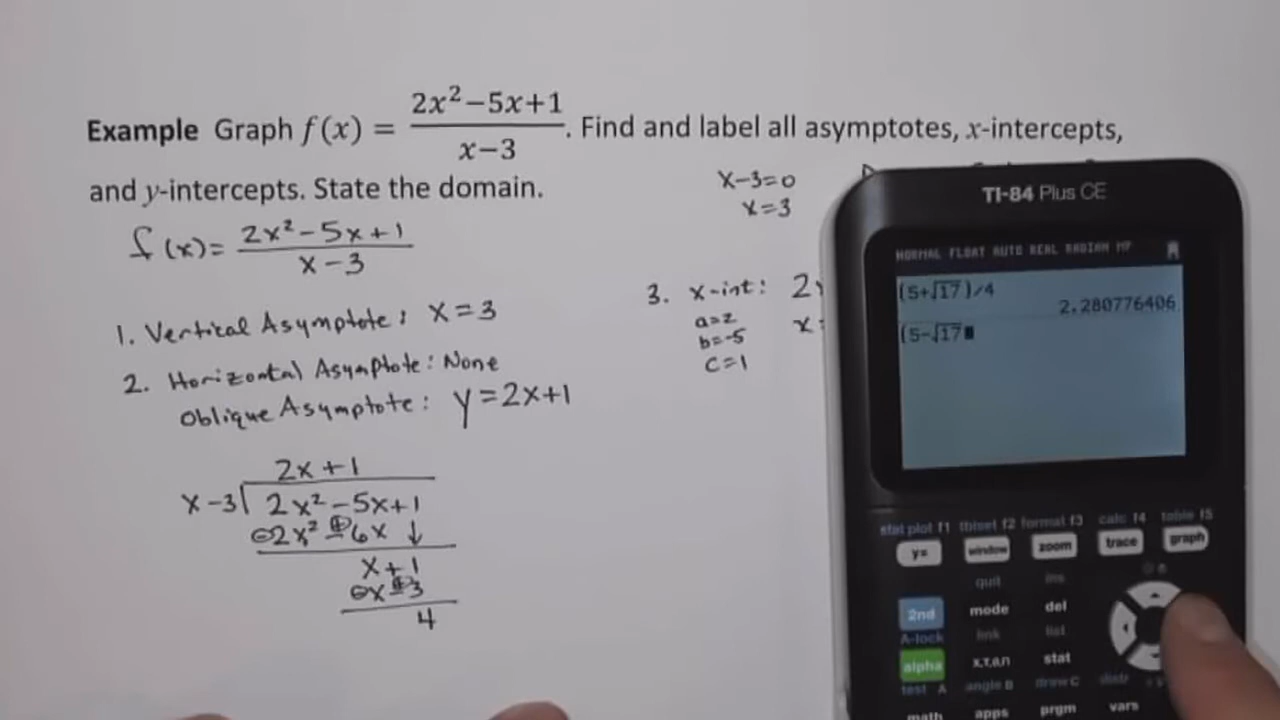 Example Graph f(x) = 2x²−5x+1 / x−3 . Find and label all asymptotes, x-intercepts,
and y-intercepts. State the domain.
x−3=0
x=3
f(x)= 2x²−5x+1 / x−3
1. Vertical Asymptote: x=3
2. Horizontal Asymptote: None
Oblique Asymptote: y=2x+1
2x+1
x−3 2x²−5x+1
⊖2x² ⊕− 6x ↓
x+1
⊖x ⊕− 3
4
3. x-int: 2
a=2
b=−5
c=1
x
TI-84 Plus CE
NORMAL FLOAT AUTO REAL RADIAN MP
(5+√17)/4
2.280776406
(5−√17
stat plot f1 tblset f2 format f3 calc f4 table f5
y= window zoom trace graph
quit ins
2nd mode del
A-lock link list
alpha X,T,θ,n stat
test A angle B draw C distr
math apps prgm vars